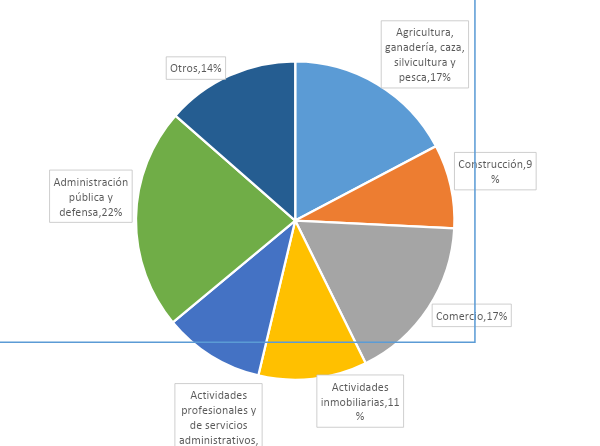 Agricultura,
ganadería, caza,
silvicultura y
pesca,17%
Otros,14%
Construcción,9
%
Administración
pública y
defensa,22%
Comercio,17%
Actividades
inmobiliarias,11
%
Actividades
profesionales y
de servicios
administrativos,